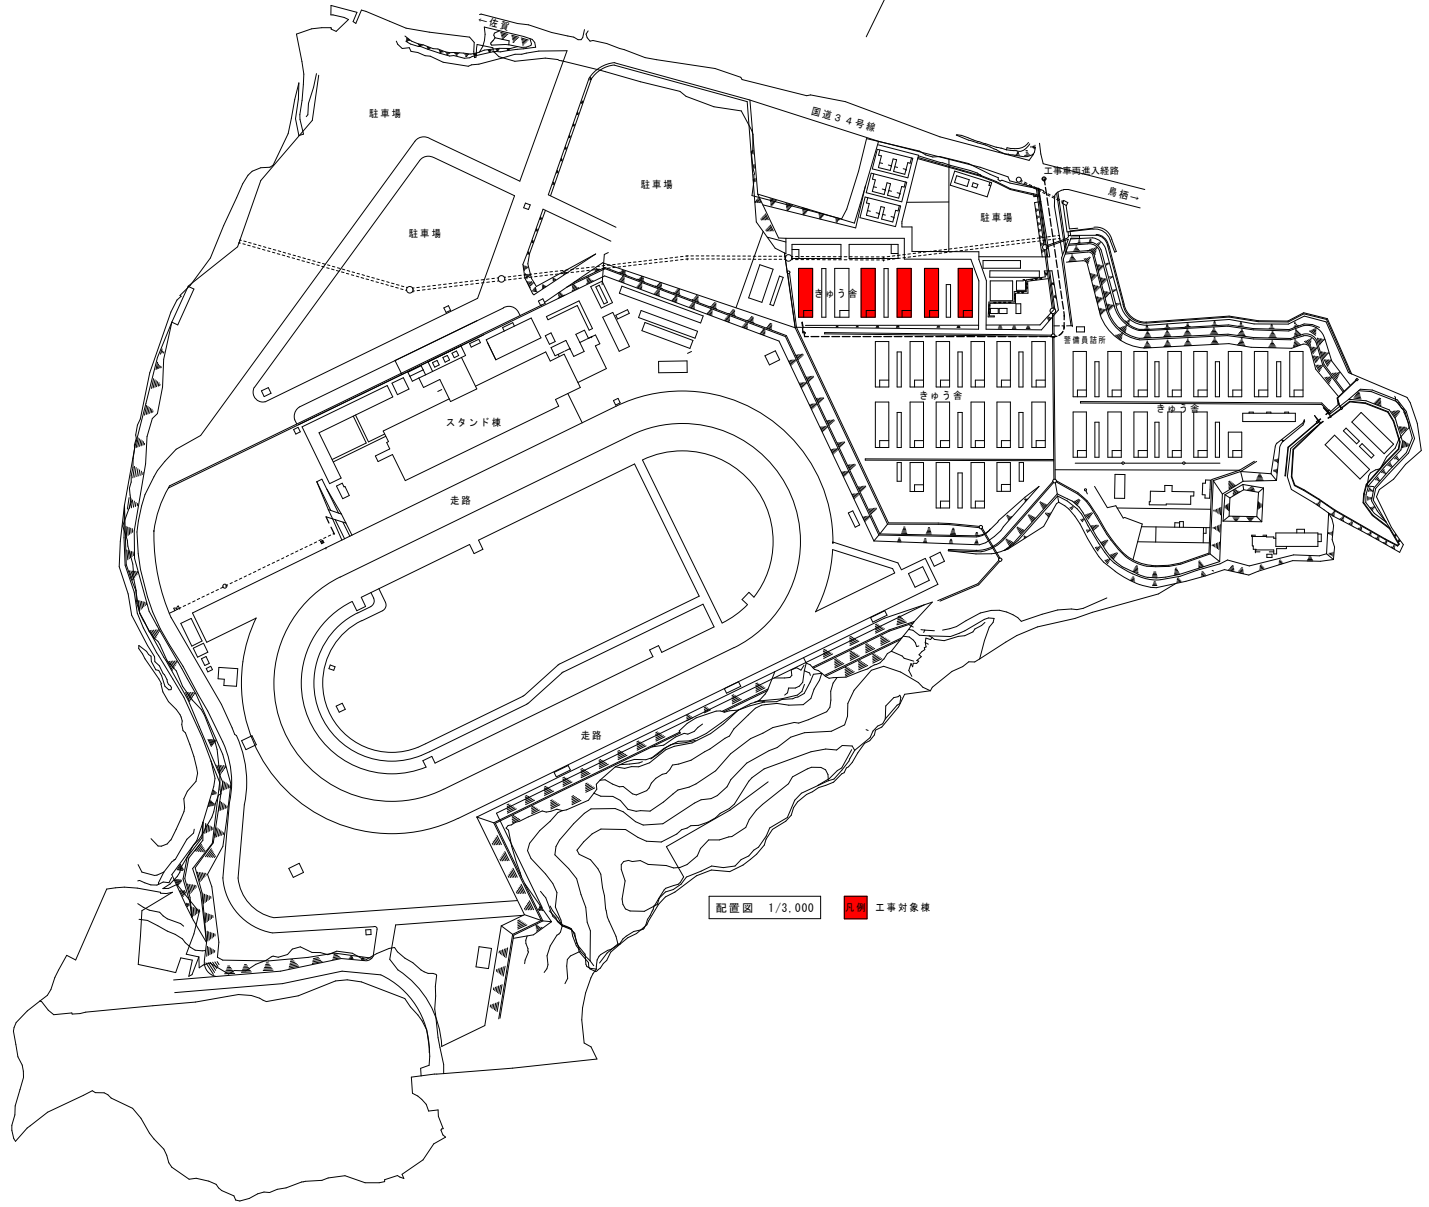 ←佐賀
駐車場
国道３４号線
工事車両進入経路
駐車場
鳥栖→
駐車場
駐車場
きゅう舎
警備員詰所
きゅう舎
きゅう舎
スタンド棟
走路
走路
配置図 1/3,000
凡例 工事対象棟